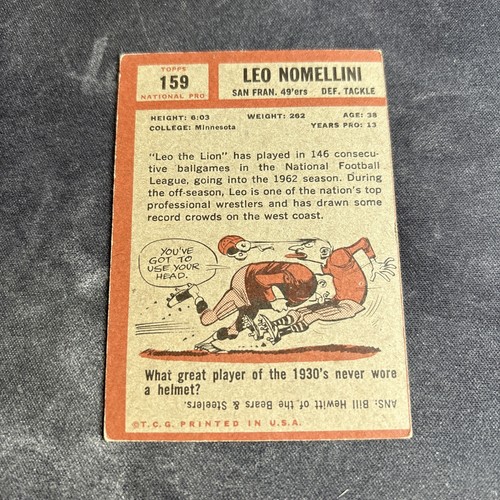 TOPPS
159
NATIONAL PRO
LEO NOMELLINI
SAN FRAN. 49'ers DEF. TACKLE
HEIGHT: 6:03 WEIGHT: 262 AGE: 38
COLLEGE: Minnesota YEARS PRO: 13
"Leo the Lion" has played in 146 consecu-
tive ballgames in the National Football
League, going into the 1962 season. During
the off-season, Leo is one of the nation's top
professional wrestlers and has drawn some
record crowds on the west coast.
YOU'VE
GOT TO
USE YOUR
HEAD.
What great player of the 1930's never wore
a helmet?
ANS: Bill Hewitt of the Bears & Steelers.
©T.C.G. PRINTED IN U.S.A.